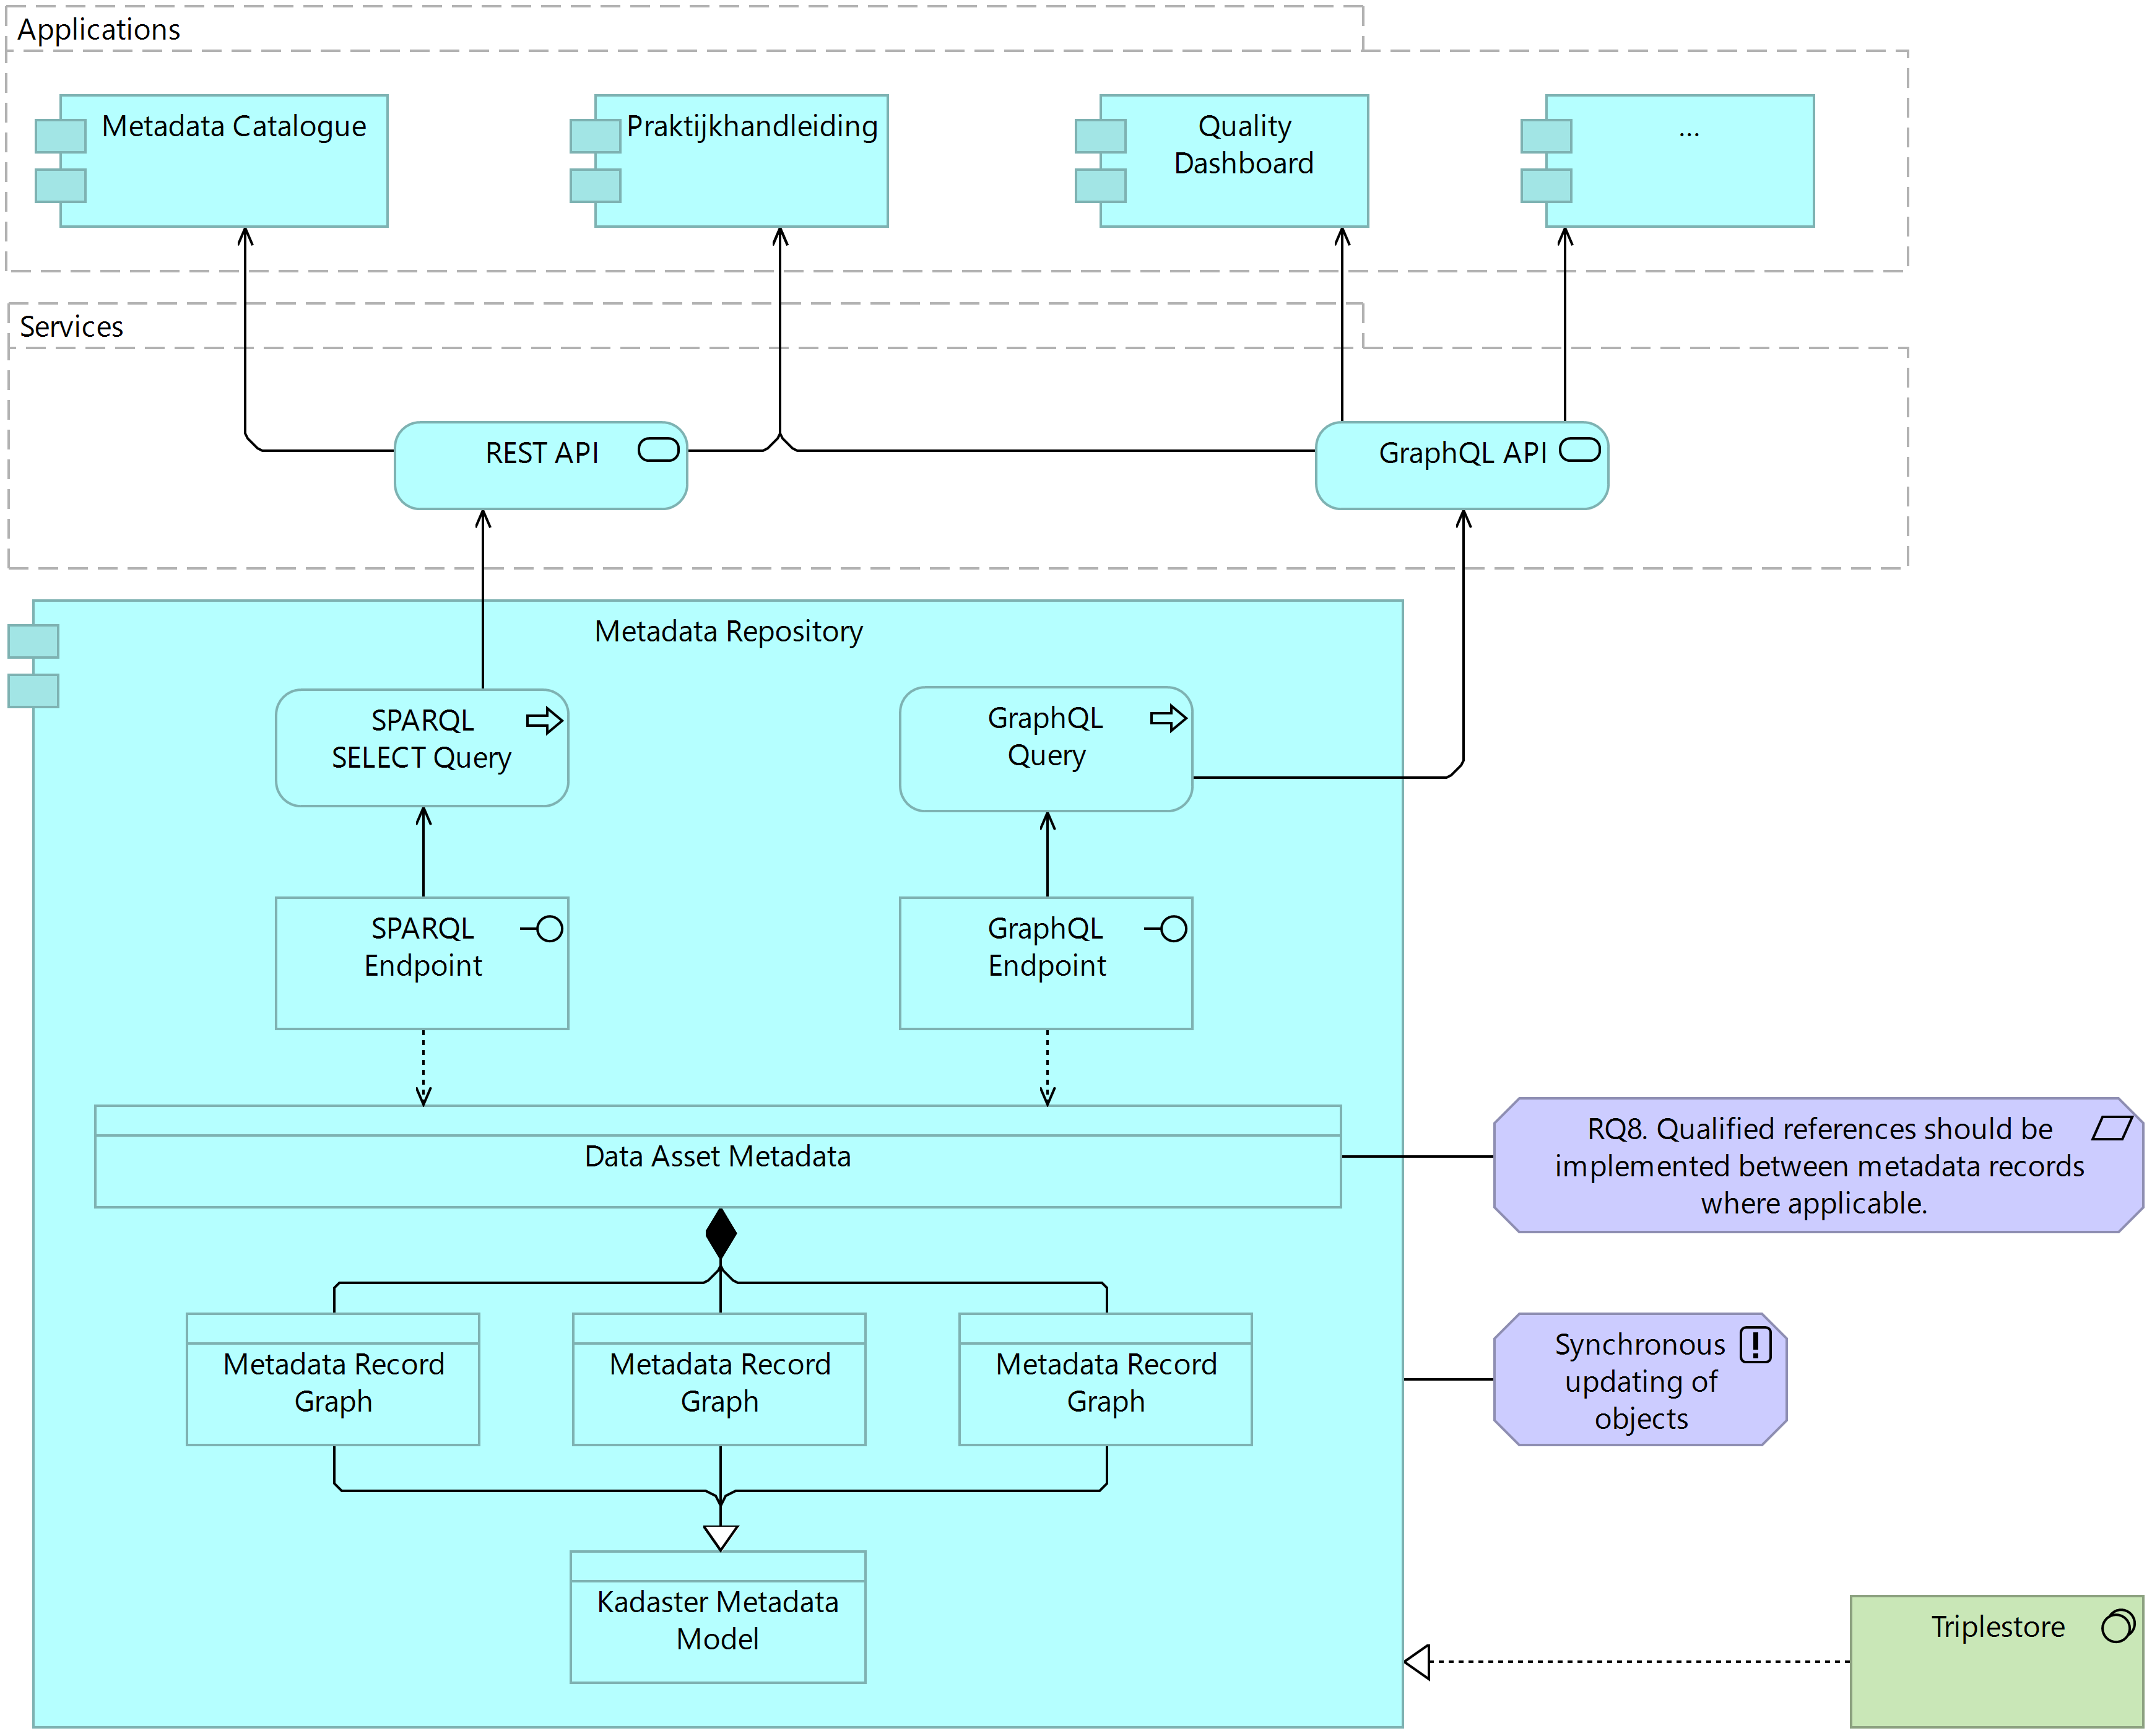 Applications
Metadata Catalogue
Praktijkhandleiding
Quality
Dashboard
...
Services
REST API
GraphQL API
Metadata Repository
SPARQL
SELECT Query
GraphQL
Query
SPARQL
Endpoint
GraphQL
Endpoint
Data Asset Metadata
RQ8. Qualified references should be
implemented between metadata records
where applicable.
Metadata Record
Graph
Metadata Record
Graph
Metadata Record
Graph
Synchronous
updating of
objects
Kadaster Metadata
Model
Triplestore